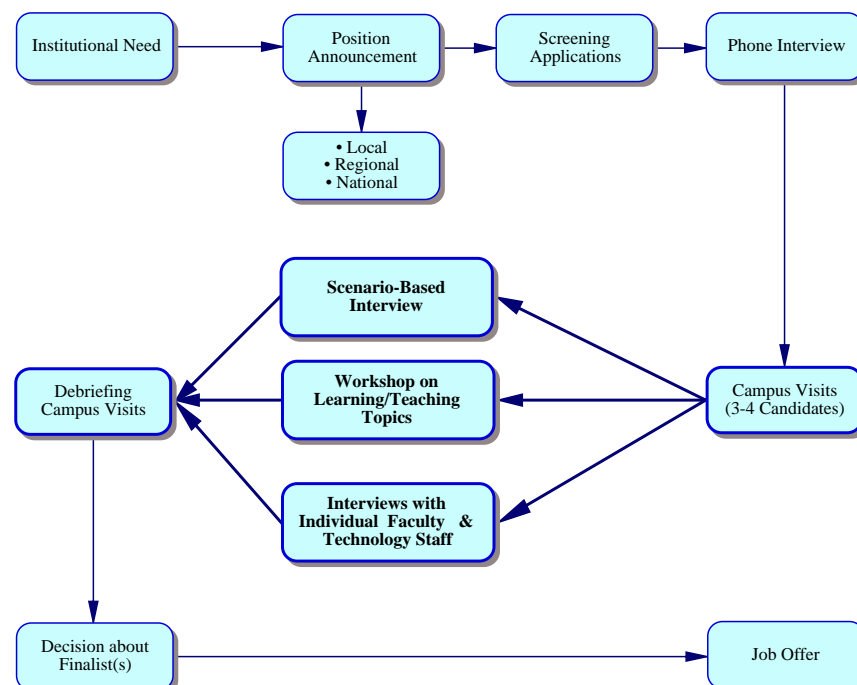 Institutional Need
Position
Announcement
Screening
Applications
Phone Interview
• Local
• Regional
• National
Scenario-Based
Interview
Debriefing
Campus Visits
Workshop on
Learning/Teaching
Topics
Campus Visits
(3-4 Candidates)
Interviews with
Individual Faculty &
Technology Staff
Decision about
Finalist(s)
Job Offer